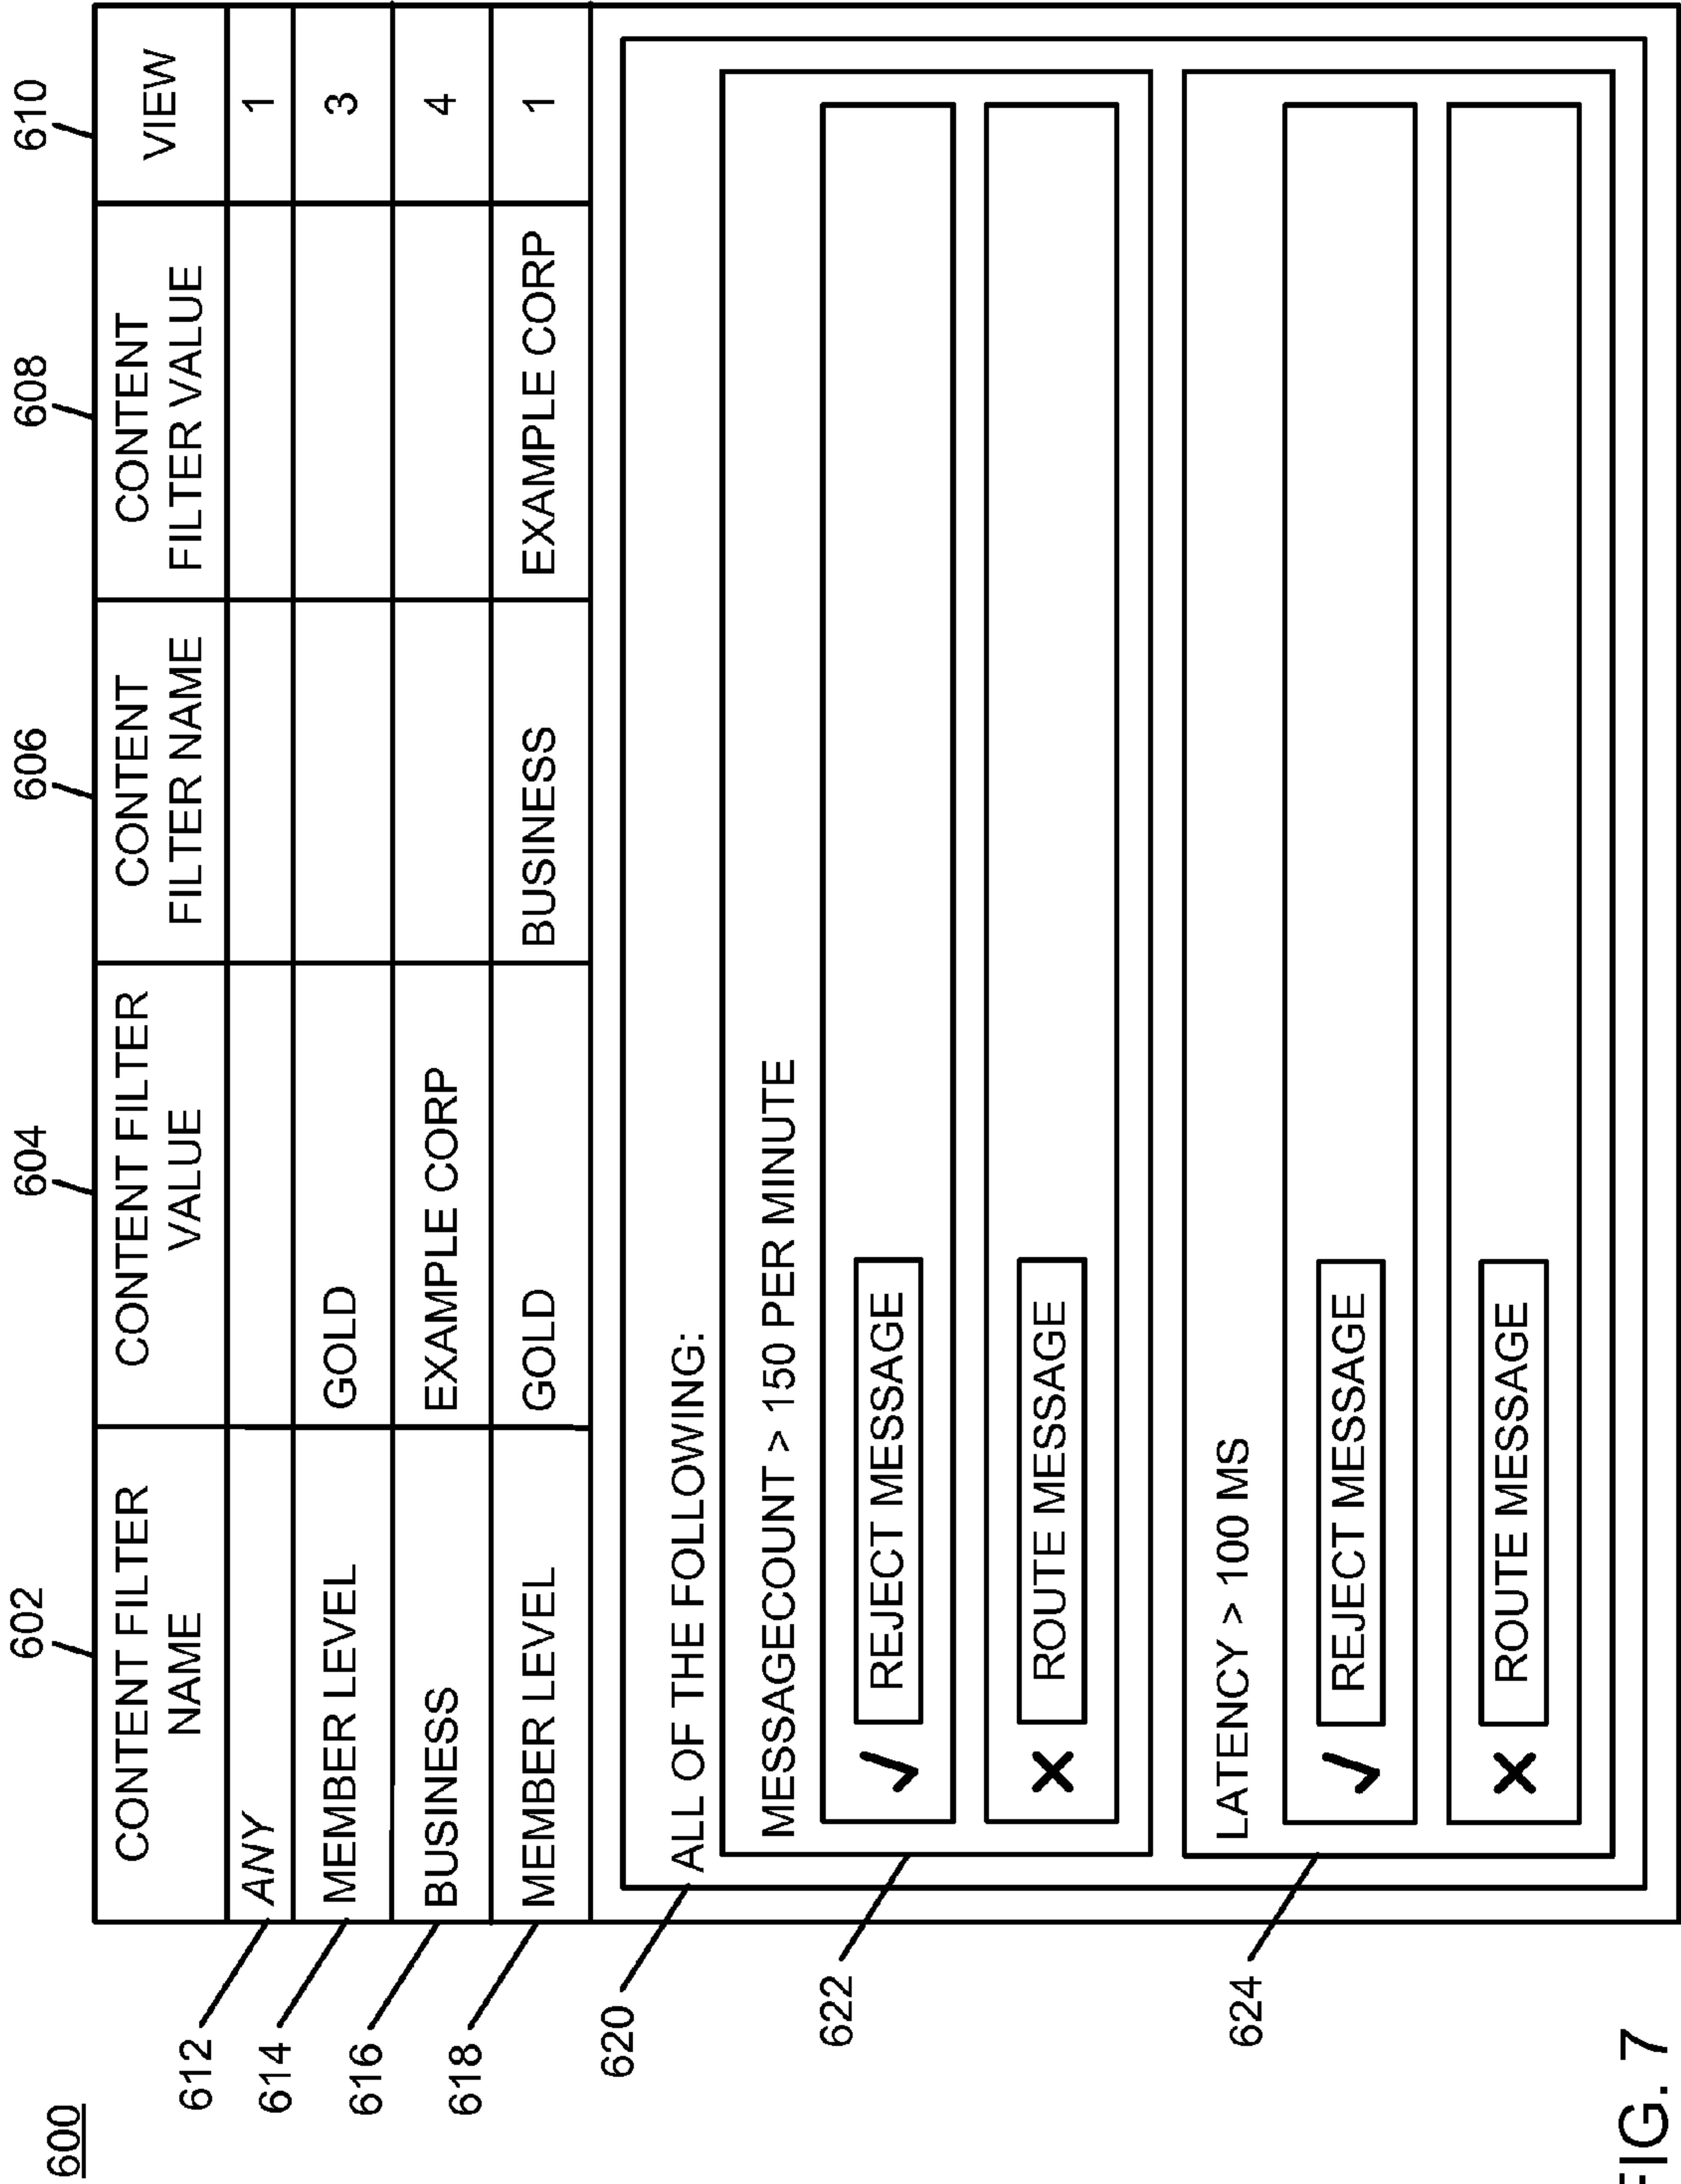 600
602
604
606
608
610
CONTENT FILTER
NAME
CONTENT FILTER
VALUE
CONTENT
FILTER NAME
CONTENT
FILTER VALUE
VIEW
612
ANY
1
614
MEMBER LEVEL
GOLD
3
616
BUSINESS
EXAMPLE CORP
4
618
MEMBER LEVEL
GOLD
BUSINESS
EXAMPLE CORP
1
620
ALL OF THE FOLLOWING:
622
MESSAGECOUNT > 150 PER MINUTE
REJECT MESSAGE
ROUTE MESSAGE
624
LATENCY > 100 MS
REJECT MESSAGE
ROUTE MESSAGE
FIG. 7